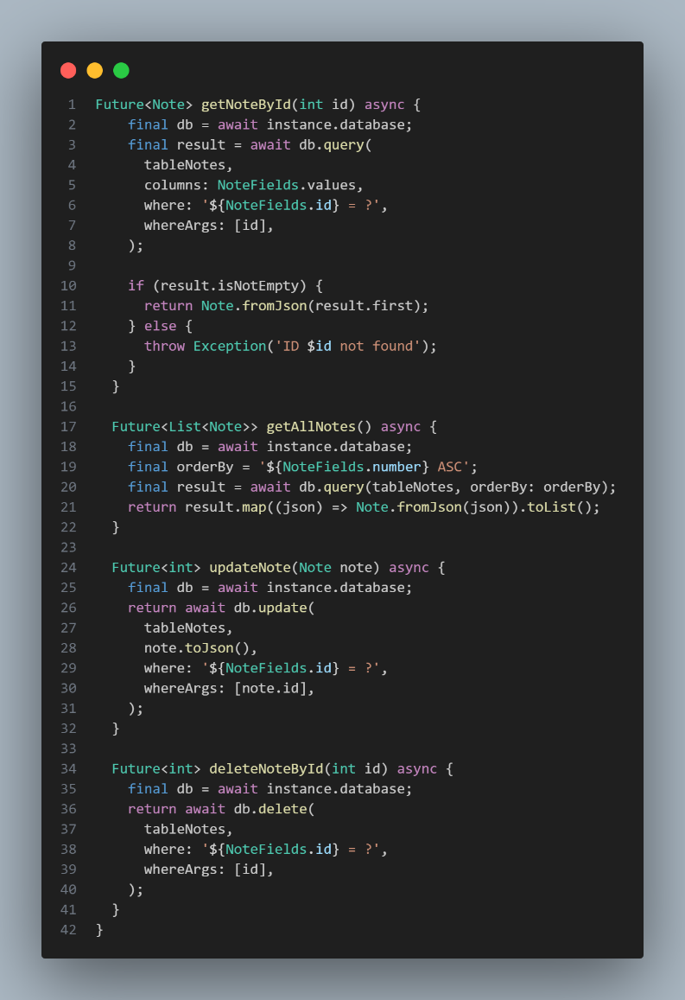 1 Future<Note> getNoteById(int id) async {
2 final db = await instance.database;
3 final result = await db.query(
4 tableNotes,
5 columns: NoteFields.values,
6 where: '${NoteFields.id} = ?',
7 whereArgs: [id],
8 );
9
10 if (result.isNotEmpty) {
11 return Note.fromJson(result.first);
12 } else {
13 throw Exception('ID $id not found');
14 }
15 }
16
17 Future<List<Note>> getAllNotes() async {
18 final db = await instance.database;
19 final orderBy = '${NoteFields.number} ASC';
20 final result = await db.query(tableNotes, orderBy: orderBy);
21 return result.map((json) => Note.fromJson(json)).toList();
22 }
23
24 Future<int> updateNote(Note note) async {
25 final db = await instance.database;
26 return await db.update(
27 tableNotes,
28 note.toJson(),
29 where: '${NoteFields.id} = ?',
30 whereArgs: [note.id],
31 );
32 }
33
34 Future<int> deleteNoteById(int id) async {
35 final db = await instance.database;
36 return await db.delete(
37 tableNotes,
38 where: '${NoteFields.id} = ?',
39 whereArgs: [id],
40 );
41 }
42 }